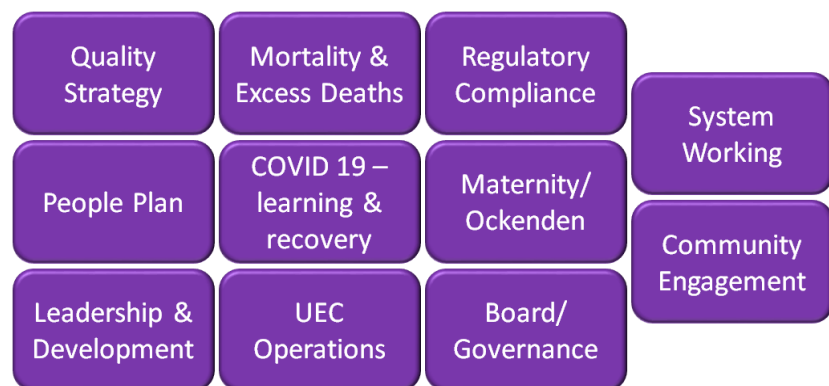 Quality
Strategy
Mortality &
Excess Deaths
Regulatory
Compliance
System
Working
People Plan
COVID 19 –
learning &
recovery
Maternity/
Ockenden
Community
Engagement
Leadership &
Development
UEC
Operations
Board/
Governance